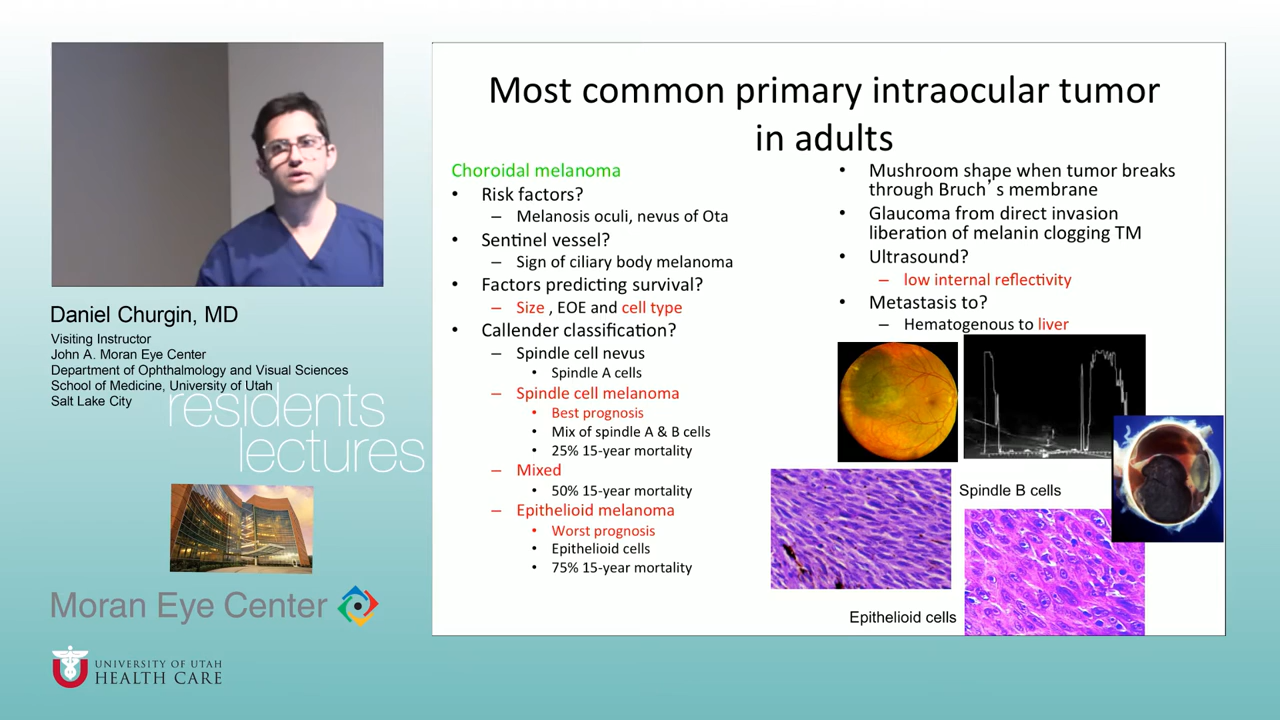 Most common primary intraocular tumor
in adults
Choroidal melanoma
• Risk factors?
– Melanosis oculi, nevus of Ota
• Sentinel vessel?
– Sign of ciliary body melanoma
• Factors predicting survival?
– Size , EOE and cell type
• Callender classification?
– Spindle cell nevus
• Spindle A cells
– Spindle cell melanoma
• Best prognosis
• Mix of spindle A & B cells
• 25% 15-year mortality
– Mixed
• 50% 15-year mortality
– Epithelioid melanoma
• Worst prognosis
• Epithelioid cells
• 75% 15-year mortality
• Mushroom shape when tumor breaks
through Bruch's membrane
• Glaucoma from direct invasion
liberation of melanin clogging TM
• Ultrasound?
– low internal reflectivity
• Metastasis to?
– Hematogenous to liver
Spindle B cells
Epithelioid cells
Daniel Churgin, MD
Visiting Instructor
John A. Moran Eye Center
Department of Ophthalmology and Visual Sciences
School of Medicine, University of Utah
Salt Lake City
residents
lectures
Moran Eye Center
UNIVERSITY OF UTAH
HEALTH CARE